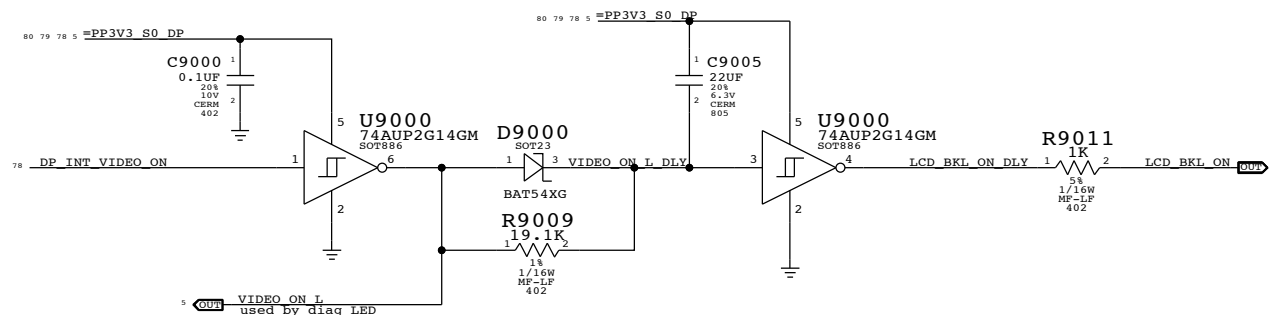 80 79 78 5 =PP3V3_S0_DP
80 79 78 5 =PP3V3_S0_DP
C9000
0.1UF
20%
10V
CERM
402
1
2
C9005
22UF
20%
6.3V
CERM
805
1
2
U9000
74AUP2G14GM
SOT886
5
1
6
2
D9000
SOT23
1
3
BAT54XG
U9000
74AUP2G14GM
SOT886
5
3
4
2
R9011
1K
1
2
5%
1/16W
MF-LF
402
78 DP_INT_VIDEO_ON
VIDEO_ON_L_DLY
LCD_BKL_ON_DLY
LCD_BKL_ON
OUT
R9009
19.1K
1
2
1%
1/16W
MF-LF
402
5 OUT VIDEO_ON_L
used by diag LED